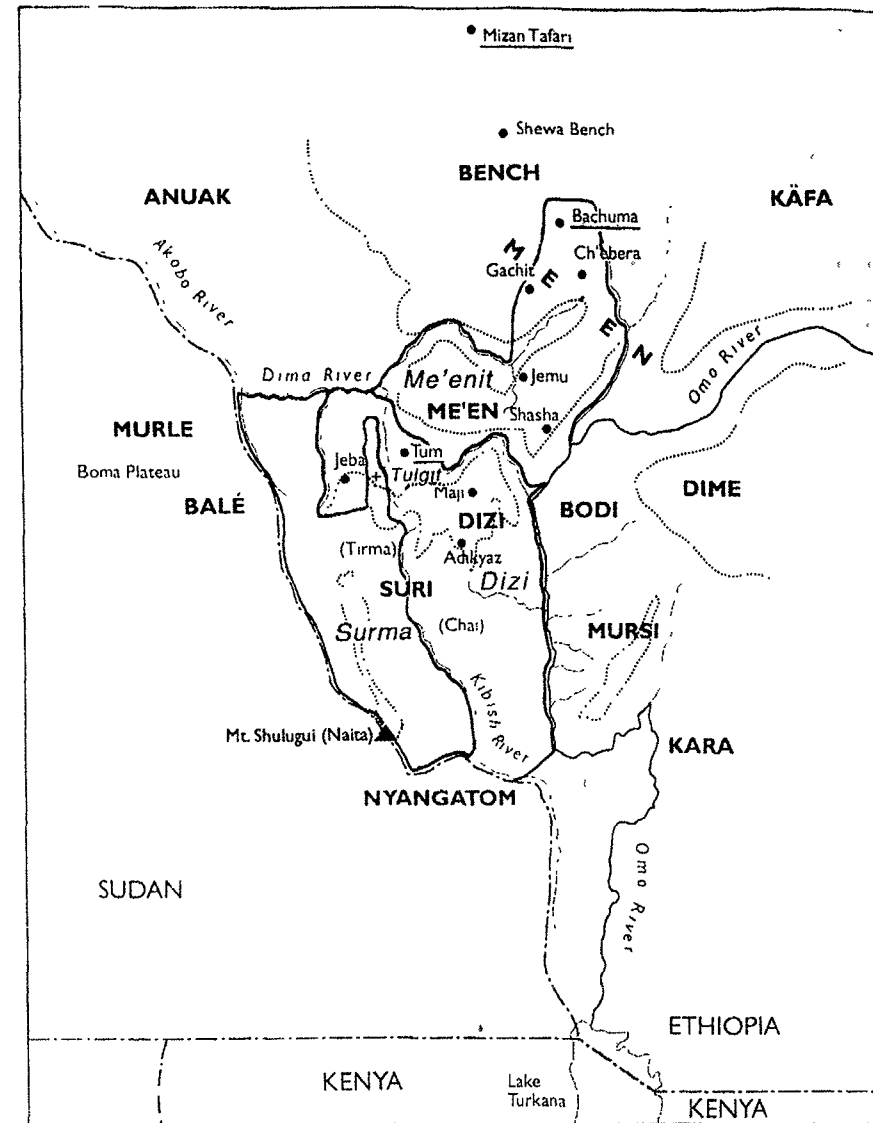 Mizan Tafari
Shewa Bench
BENCH
ANUAK
KÄFA
Bachuma
Akobo River
Gachit
Ch'ebera
M E E N
Omo River
Dima River
Me'enit
Jemu
ME'EN
Shasha
MURLE
Boma Plateau
Jeba
Tum
Tulgit
BALÉ
Maji
DIZI
BODI
DIME
Adikyaz
(Tirma)
SURI
Dizi
Surma
(Chai)
MURSI
Kibish River
Mt. Shulugui (Naita)
KARA
NYANGATOM
Omo River
SUDAN
ETHIOPIA
KENYA
Lake
Turkana
KENYA